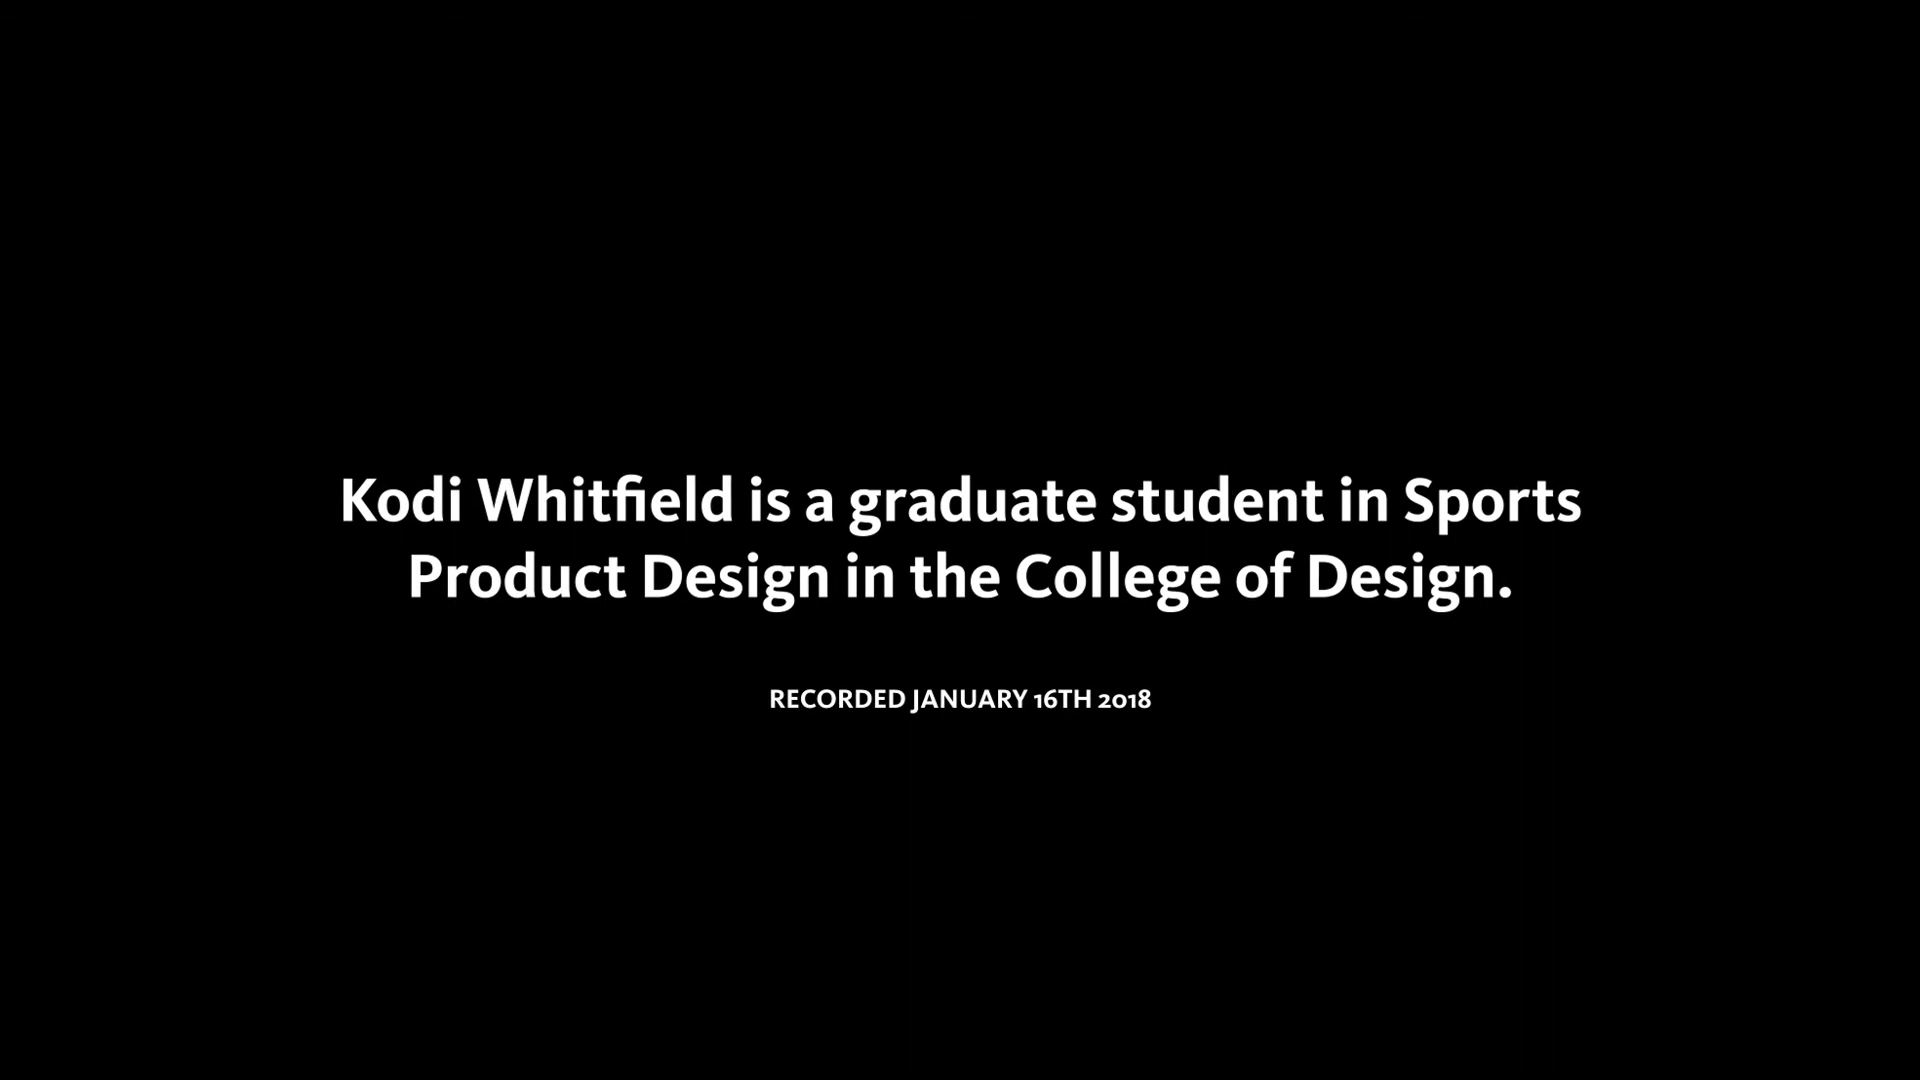 Kodi Whitfield is a graduate student in Sports
Product Design in the College of Design.
RECORDED JANUARY 16TH 2018